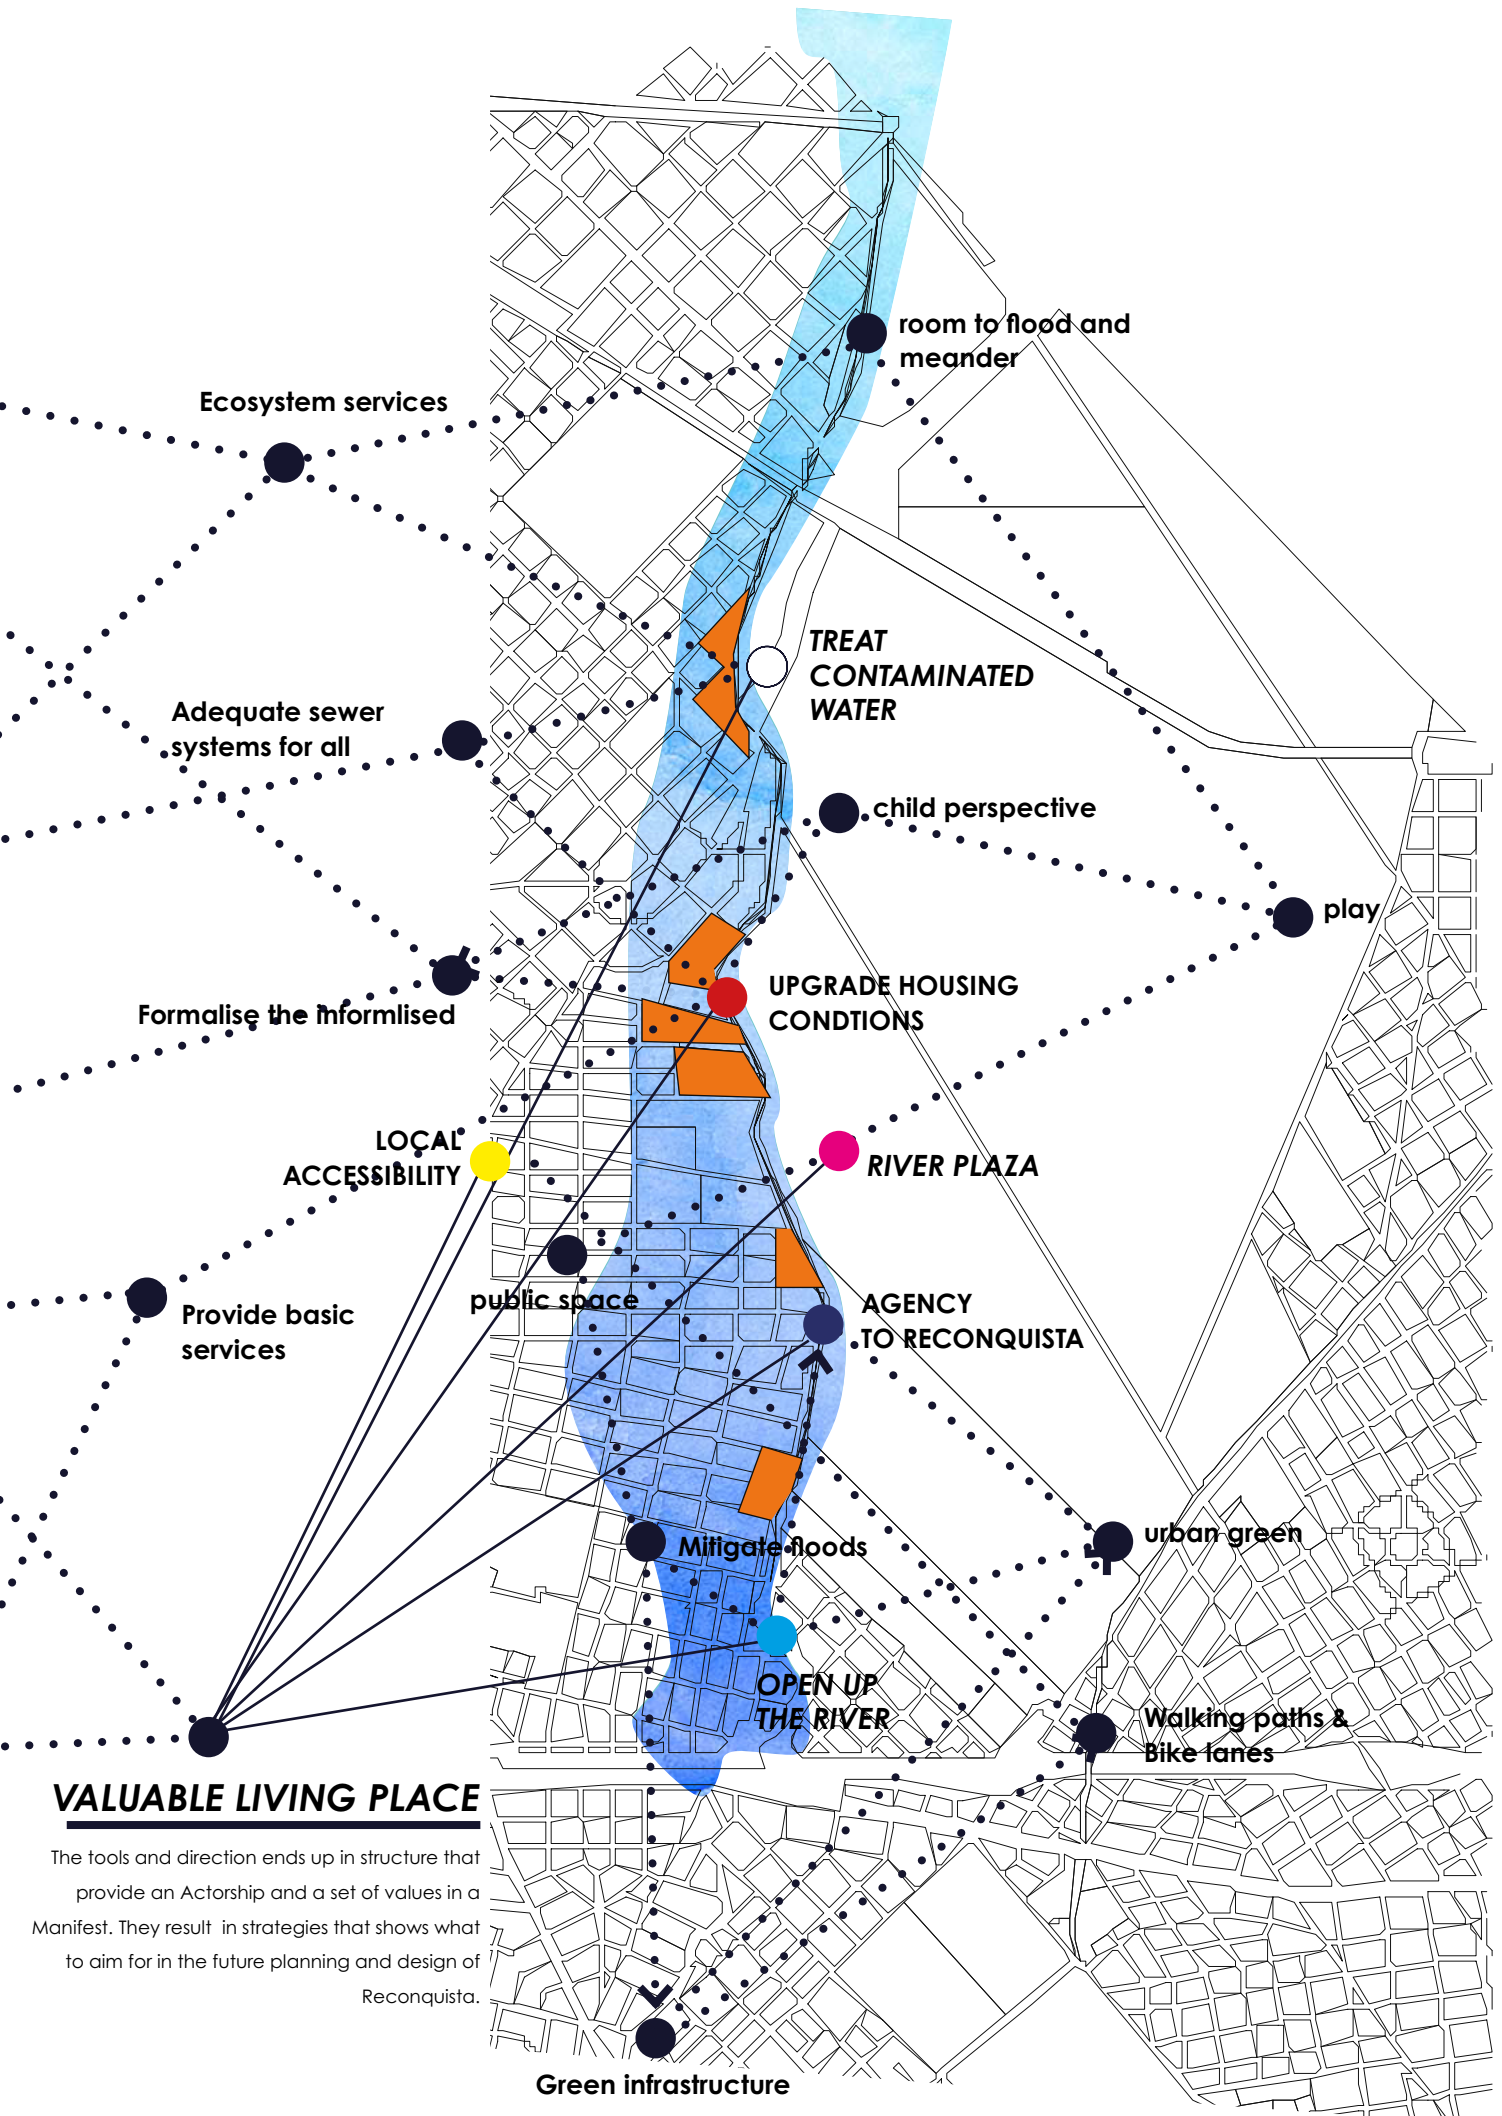 room to flood and
meander
Ecosystem services
TREAT
CONTAMINATED
WATER
Adequate sewer
systems for all
child perspective
play
UPGRADE HOUSING
CONDTIONS
Formalise the informlised
LOCAL
ACCESSIBILITY
RIVER PLAZA
public space
AGENCY
TO RECONQUISTA
Provide basic
services
Mitigate floods
urban green
OPEN UP
THE RIVER
Walking paths &
Bike lanes
VALUABLE LIVING PLACE
The tools and direction ends up in structure that
provide an Actorship and a set of values in a
Manifest. They result in strategies that shows what
to aim for in the future planning and design of
Reconquista.
Green infrastructure